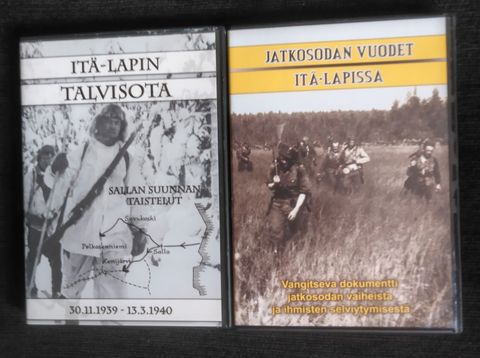 ITÄ-LAPIN
TALVISOTA
SALLAN SUUNNAN
TAISTELUT
Savukoski
Pelkosenniemi
Salla
Kemijärvi
30.11.1939 - 13.3.1940
JATKOSODAN VUODET
ITÄ-LAPISSA
Vangitseva dokumentti
jatkosodan vaiheista
ja ihmisten selviytymisestä